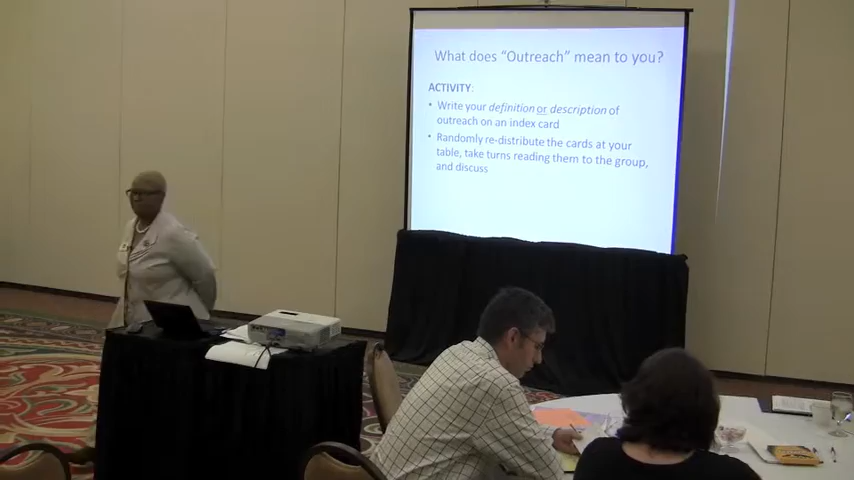 What does “Outreach” mean to you?
ACTIVITY:
• Write your definition or description of
outreach on an index card
• Randomly re-distribute the cards at your
table, take turns reading them to the group,
and discuss